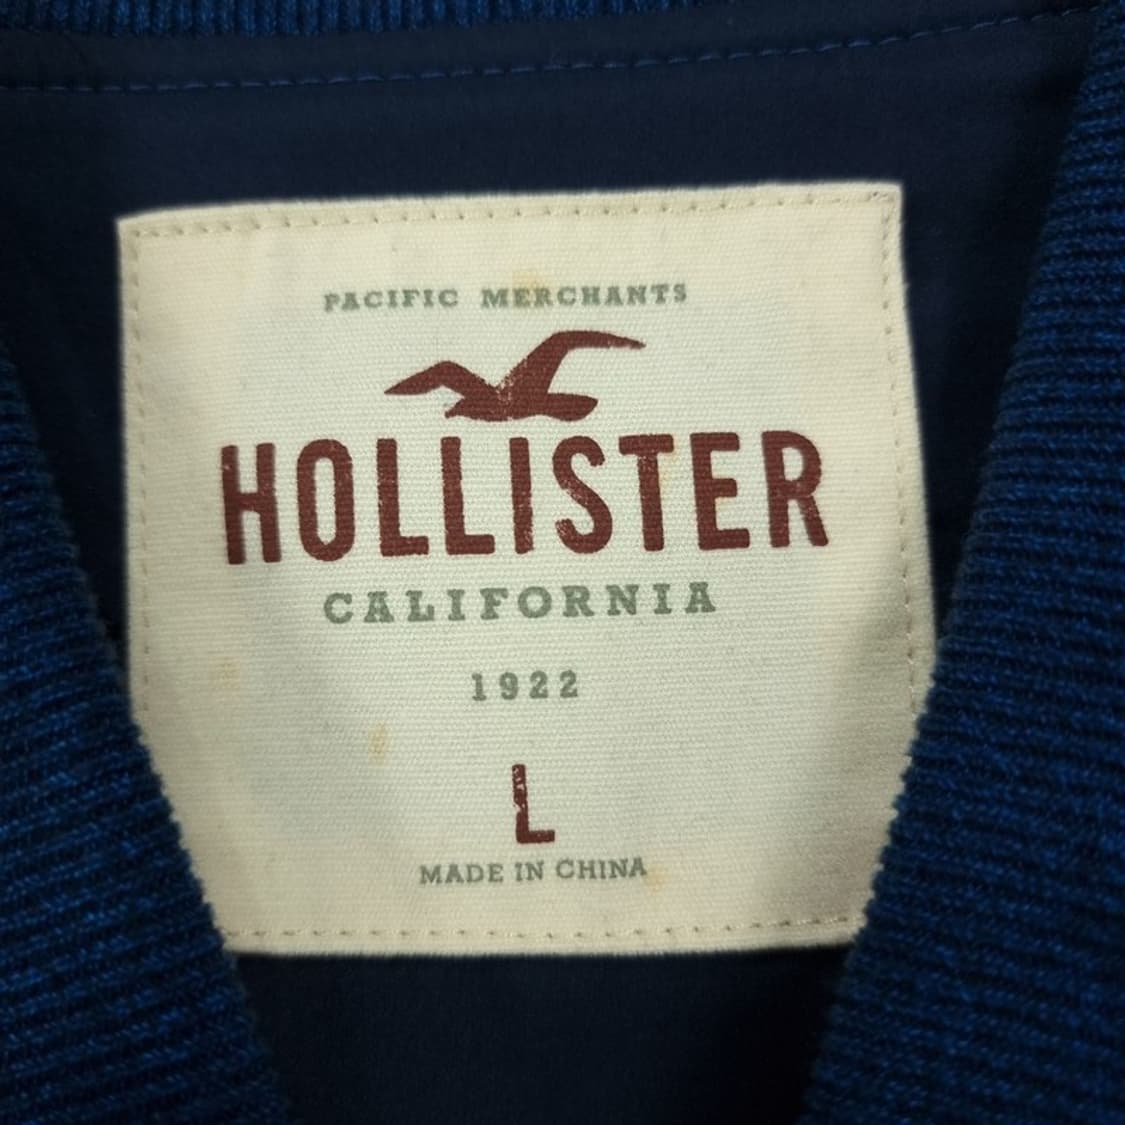 PACIFIC MERCHANTS
HOLLISTER
CALIFORNIA
1922
L
MADE IN CHINA